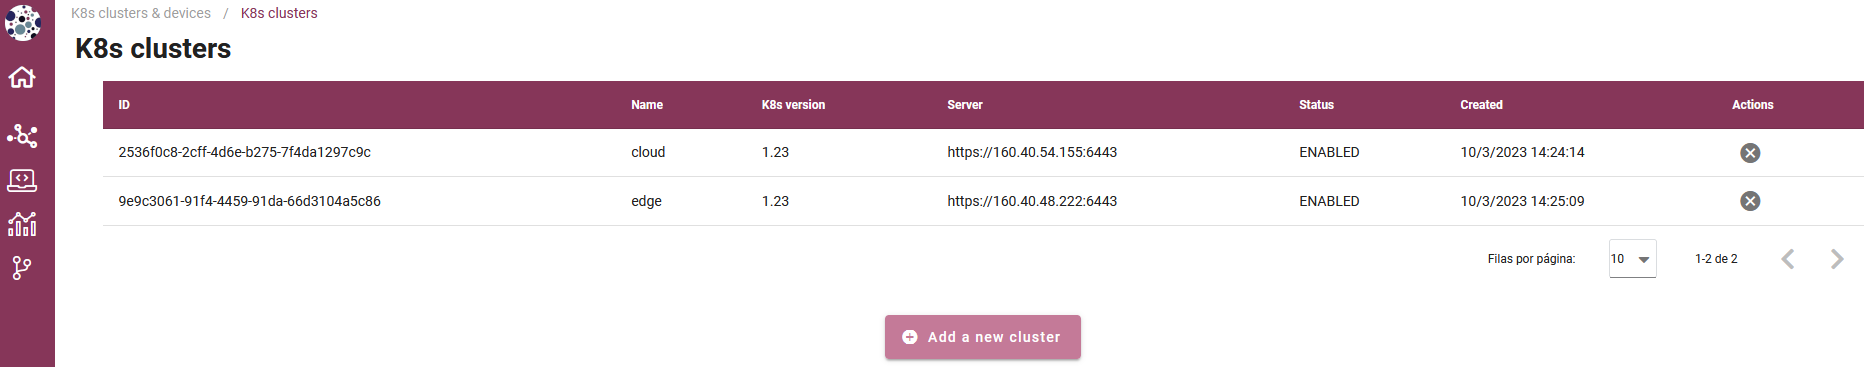 K8s clusters & devices / K8s clusters
K8s clusters
ID Name K8s version Server Status Created Actions
2536f0c8-2cff-4d6e-b275-7f4da1297c9c cloud 1.23 https://160.40.54.155:6443 ENABLED 10/3/2023 14:24:14
9e9c3061-91f4-4459-91da-66d3104a5c86 edge 1.23 https://160.40.48.222:6443 ENABLED 10/3/2023 14:25:09
Filas por página: 10 1-2 de 2
Add a new cluster